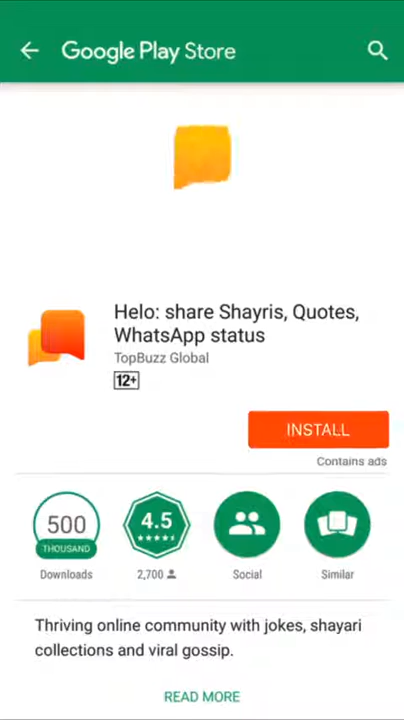 Google Play Store
Helo: share Shayris, Quotes,
WhatsApp status
TopBuzz Global
12+
INSTALL
Contains ads
500
THOUSAND
4.5
Downloads
2,700
Social
Similar
Thriving online community with jokes, shayari
collections and viral gossip.
READ MORE